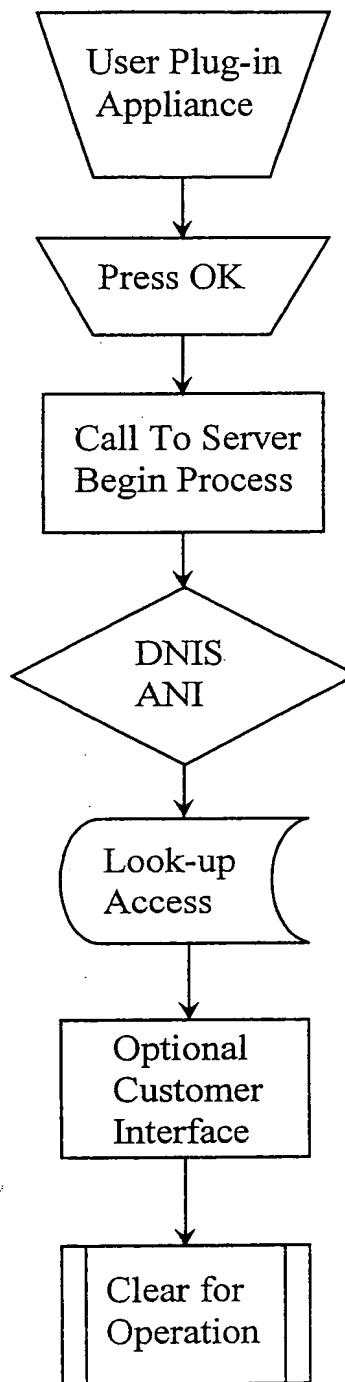 User Plug-in
Appliance
Press OK
Call To Server
Begin Process
DNIS
ANI
Look-up
Access
Optional
Customer
Interface
Clear for
Operation